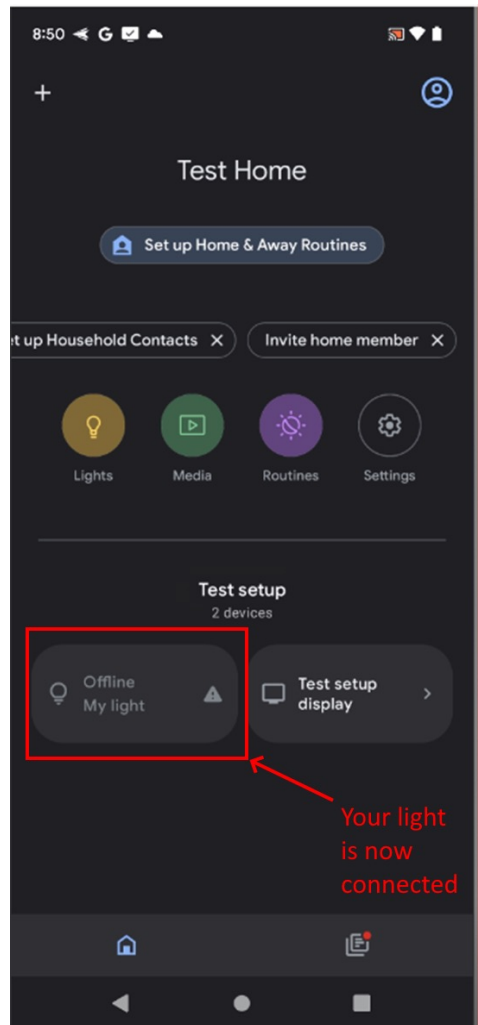 8:50 G
Test Home
Set up Home & Away Routines
t up Household Contacts X
Invite home member X
Lights
Media
Routines
Settings
Test setup
2 devices
Offline
My light
Test setup
display
Your light
is now
connected